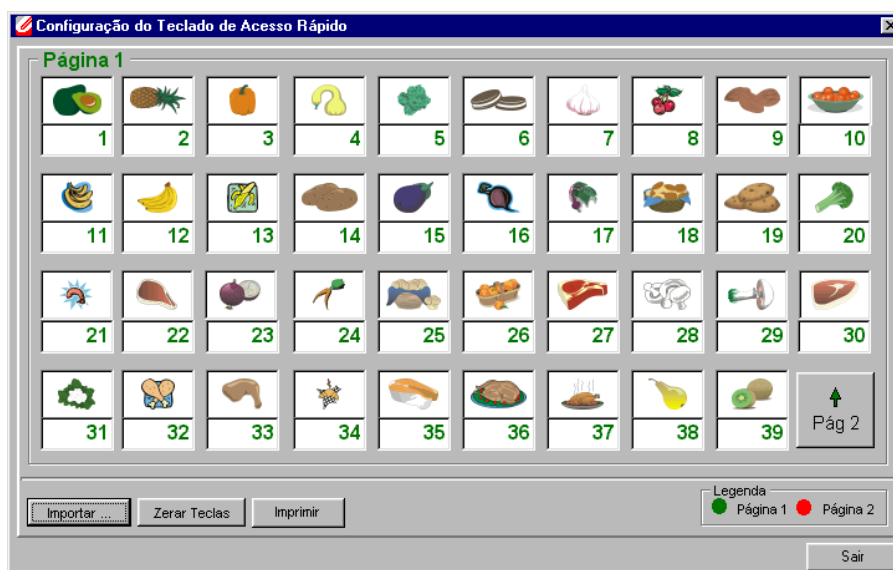 Configuração do Teclado de Acesso Rápido
Página 1
1 2 3 4 5 6 7 8 9 10
11 12 13 14 15 16 17 18 19 20
21 22 23 24 25 26 27 28 29 30
31 32 33 34 35 36 37 38 39 Pág 2
Legenda
Importar ... Zerar Teclas Imprimir Página 1 Página 2
Sair